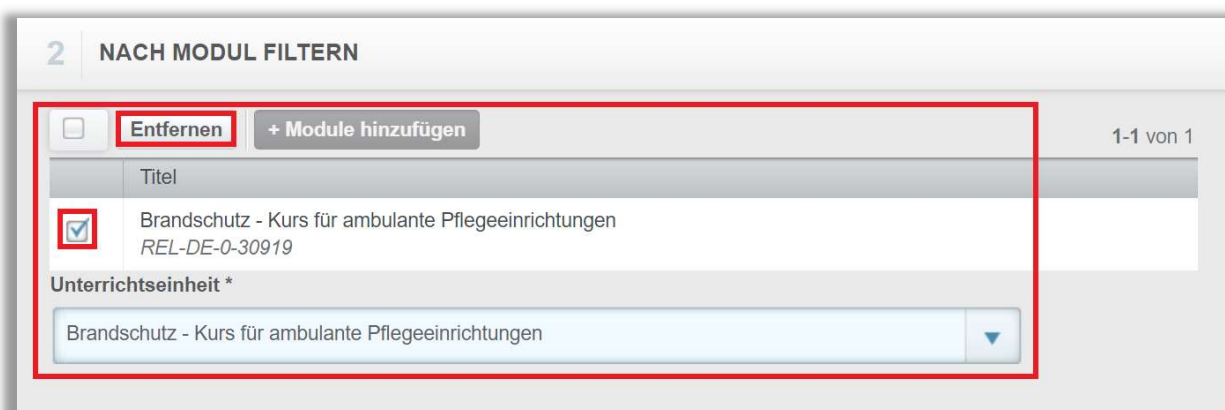 2 NACH MODUL FILTERN
Entfernen + Module hinzufügen 1-1 von 1
Titel
Brandschutz - Kurs für ambulante Pflegeeinrichtungen
REL-DE-0-30919
Unterrichtseinheit *
Brandschutz - Kurs für ambulante Pflegeeinrichtungen